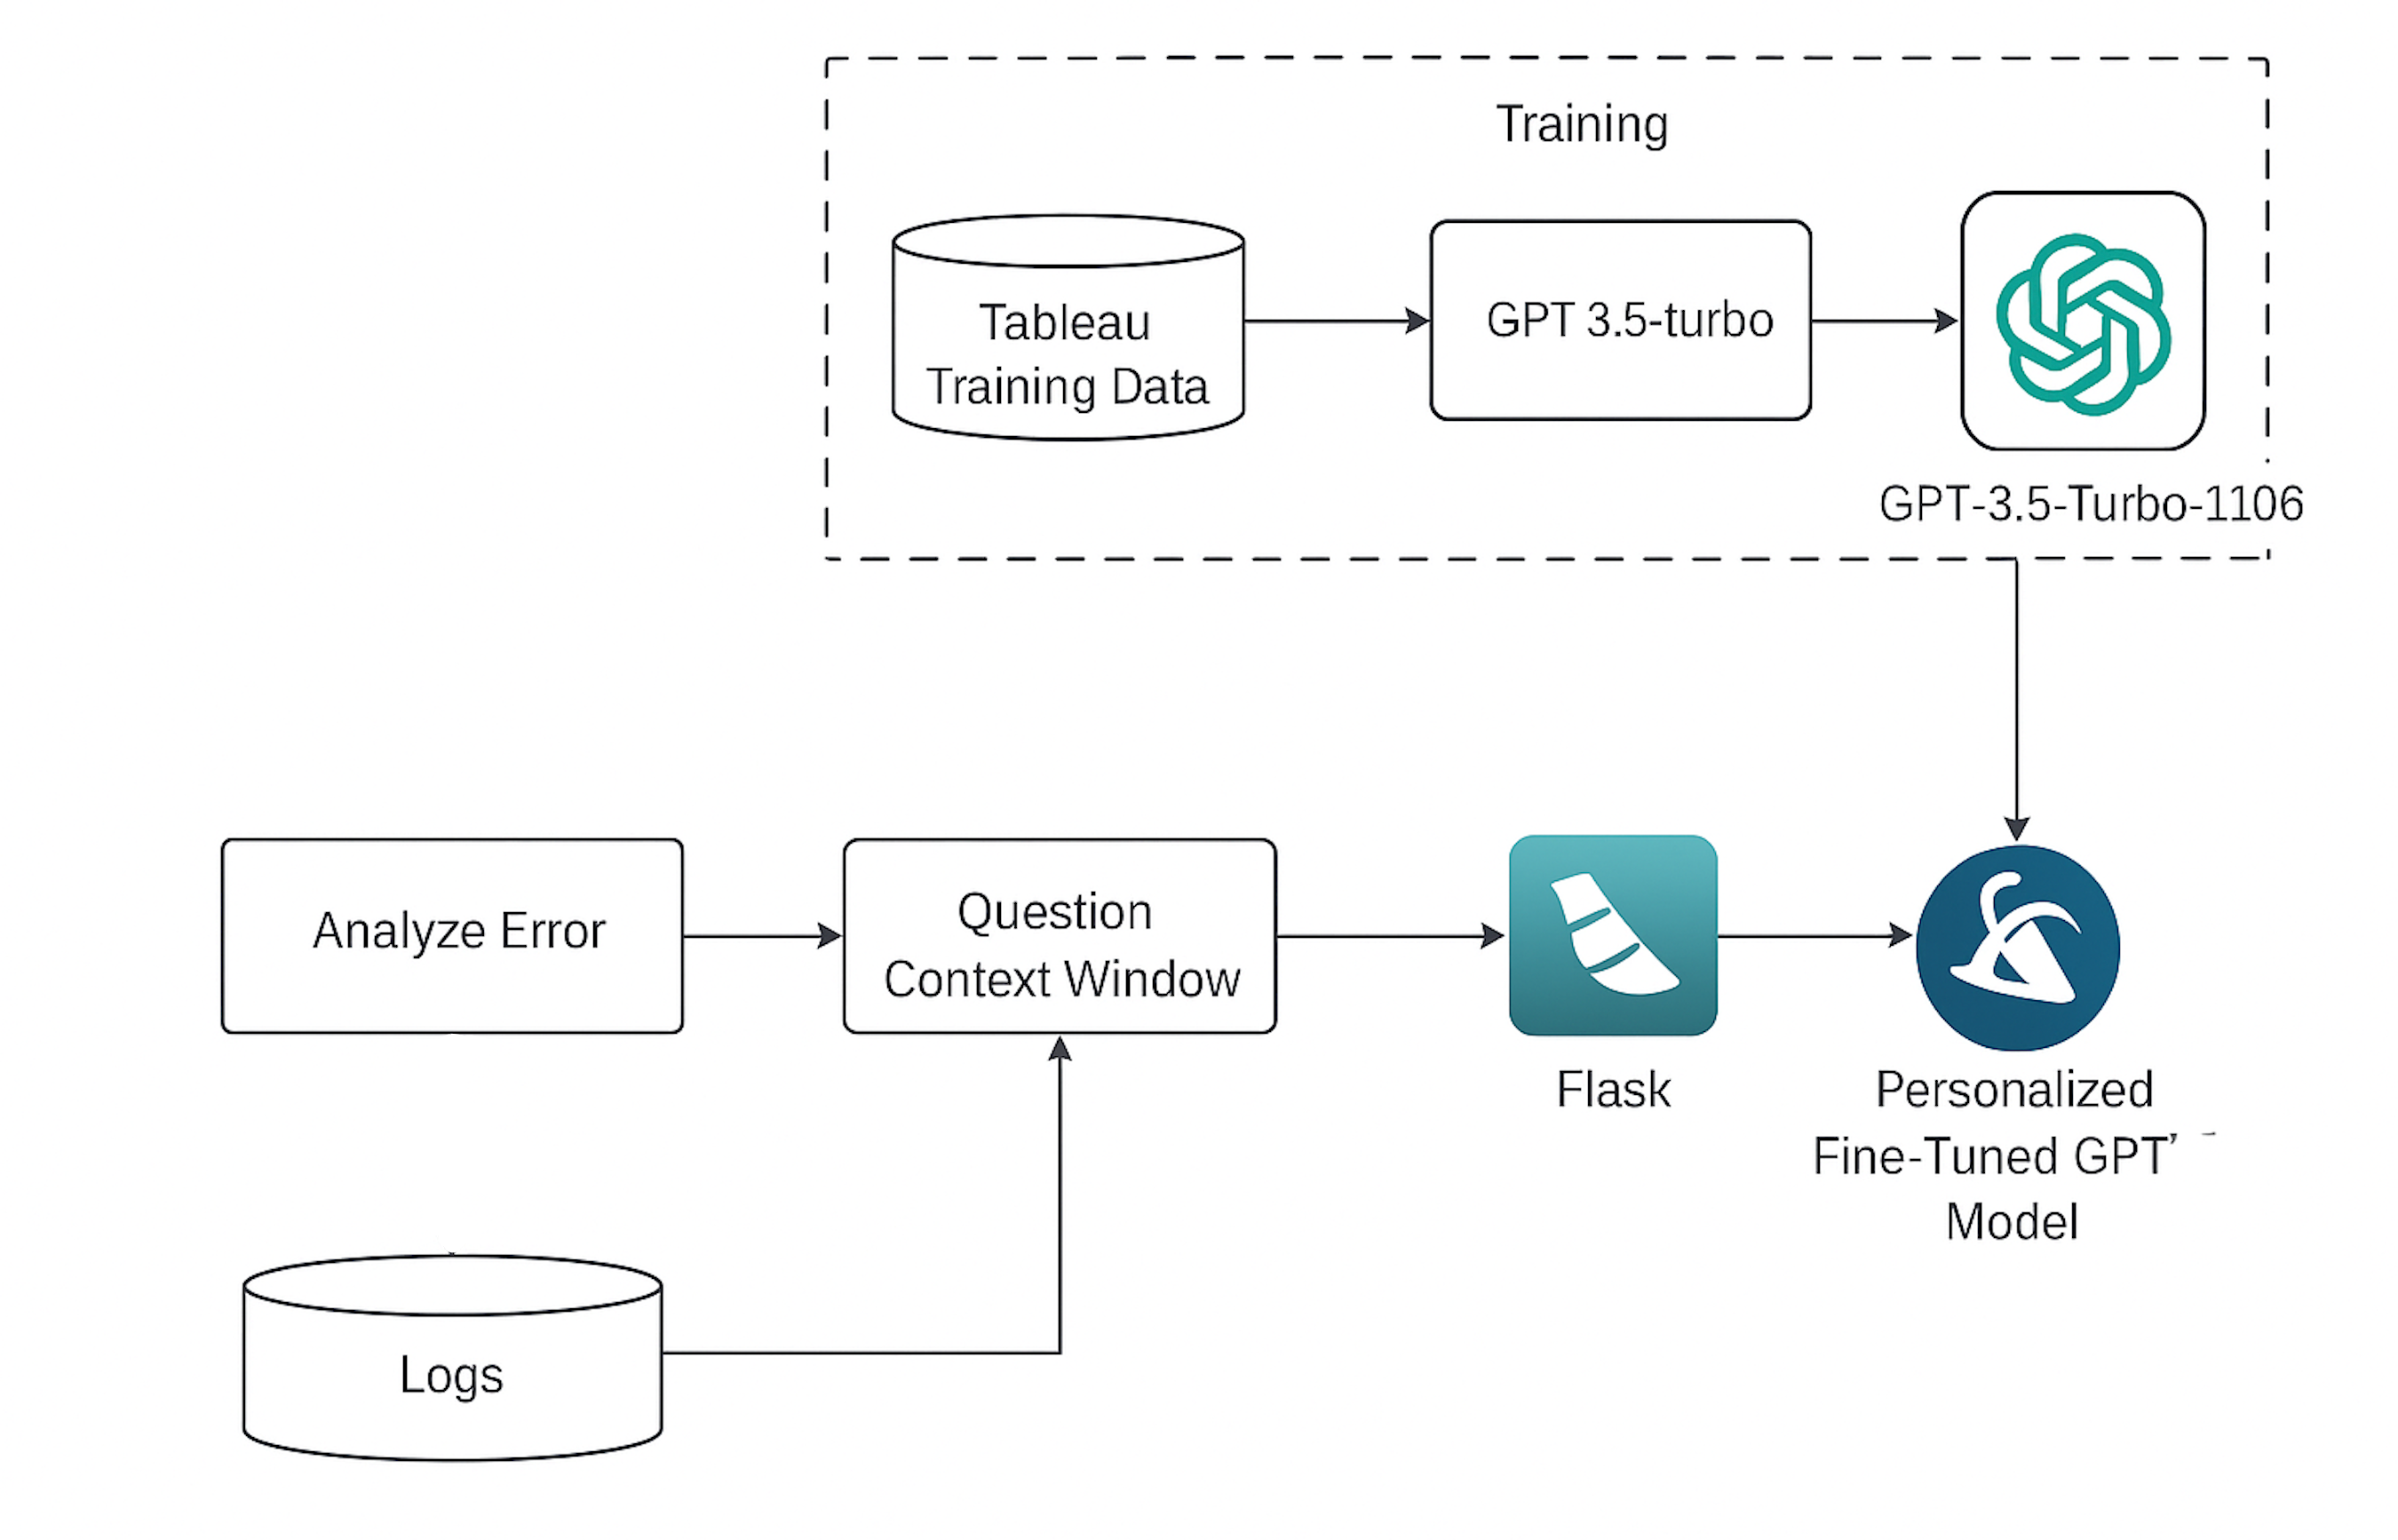 Training
Tableau
Training Data
GPT 3.5-turbo
GPT-3.5-Turbo-1106
Analyze Error
Question
Context Window
Flask
Personalized
Fine-Tuned GPT’
Model
Logs